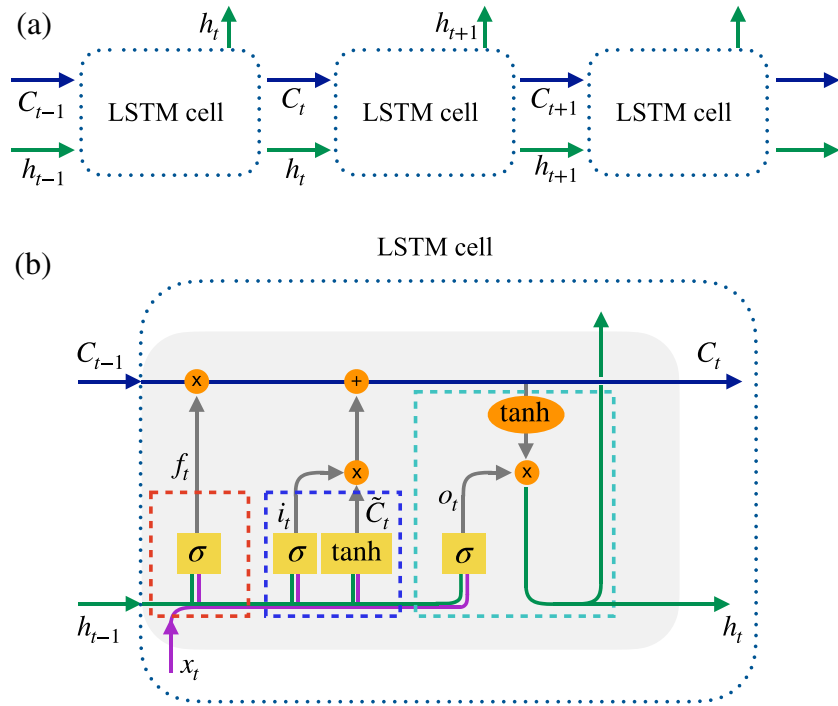 (a)
h_t
h_{t+1}
C_{t-1}
LSTM cell
C_t
LSTM cell
C_{t+1}
LSTM cell
h_{t-1}
h_t
h_{t+1}
LSTM cell
(b)
C_{t-1}
C_t
x
+
tanh
f_t
x
x
i_t
C̃_t
o_t
σ
σ
tanh
σ
h_{t-1}
h_t
x_t